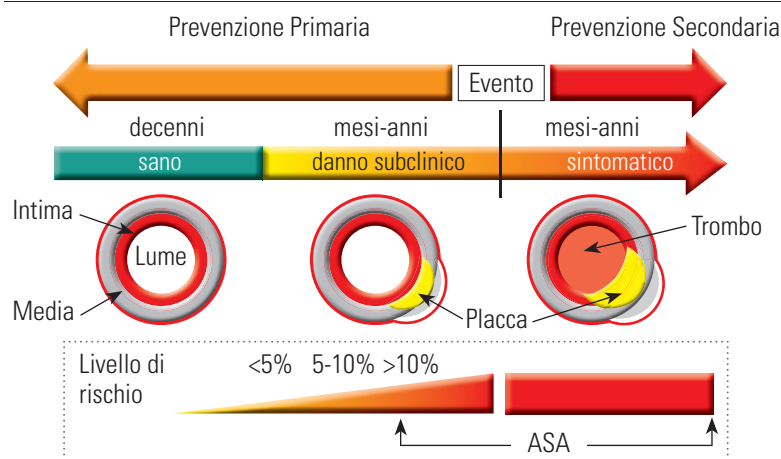 Prevenzione Primaria
Prevenzione Secondaria
Evento
decenni
mesi-anni
mesi-anni
sano
danno subclinico
sintomatico
Intima
Lume
Trombo
Media
Placca
Livello di
rischio
<5% 5-10% >10%
ASA